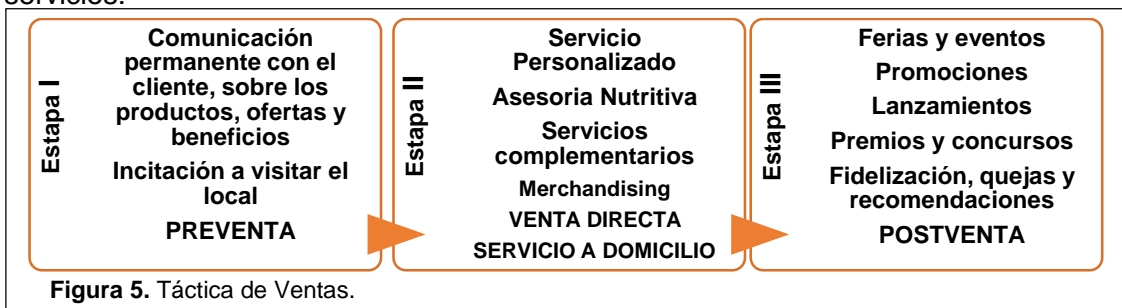 servicios.
Estapa I
Comunicación
permanente con el
cliente, sobre los
productos, ofertas y
beneficios
Incitación a visitar el
local
PREVENTA
Estapa II
Servicio
Personalizado
Asesoria Nutritiva
Servicios
complementarios
Merchandising
VENTA DIRECTA
SERVICIO A DOMICILIO
Estapa III
Ferias y eventos
Promociones
Lanzamientos
Premios y concursos
Fidelización, quejas y
recomendaciones
POSTVENTA
Figura 5. Táctica de Ventas.